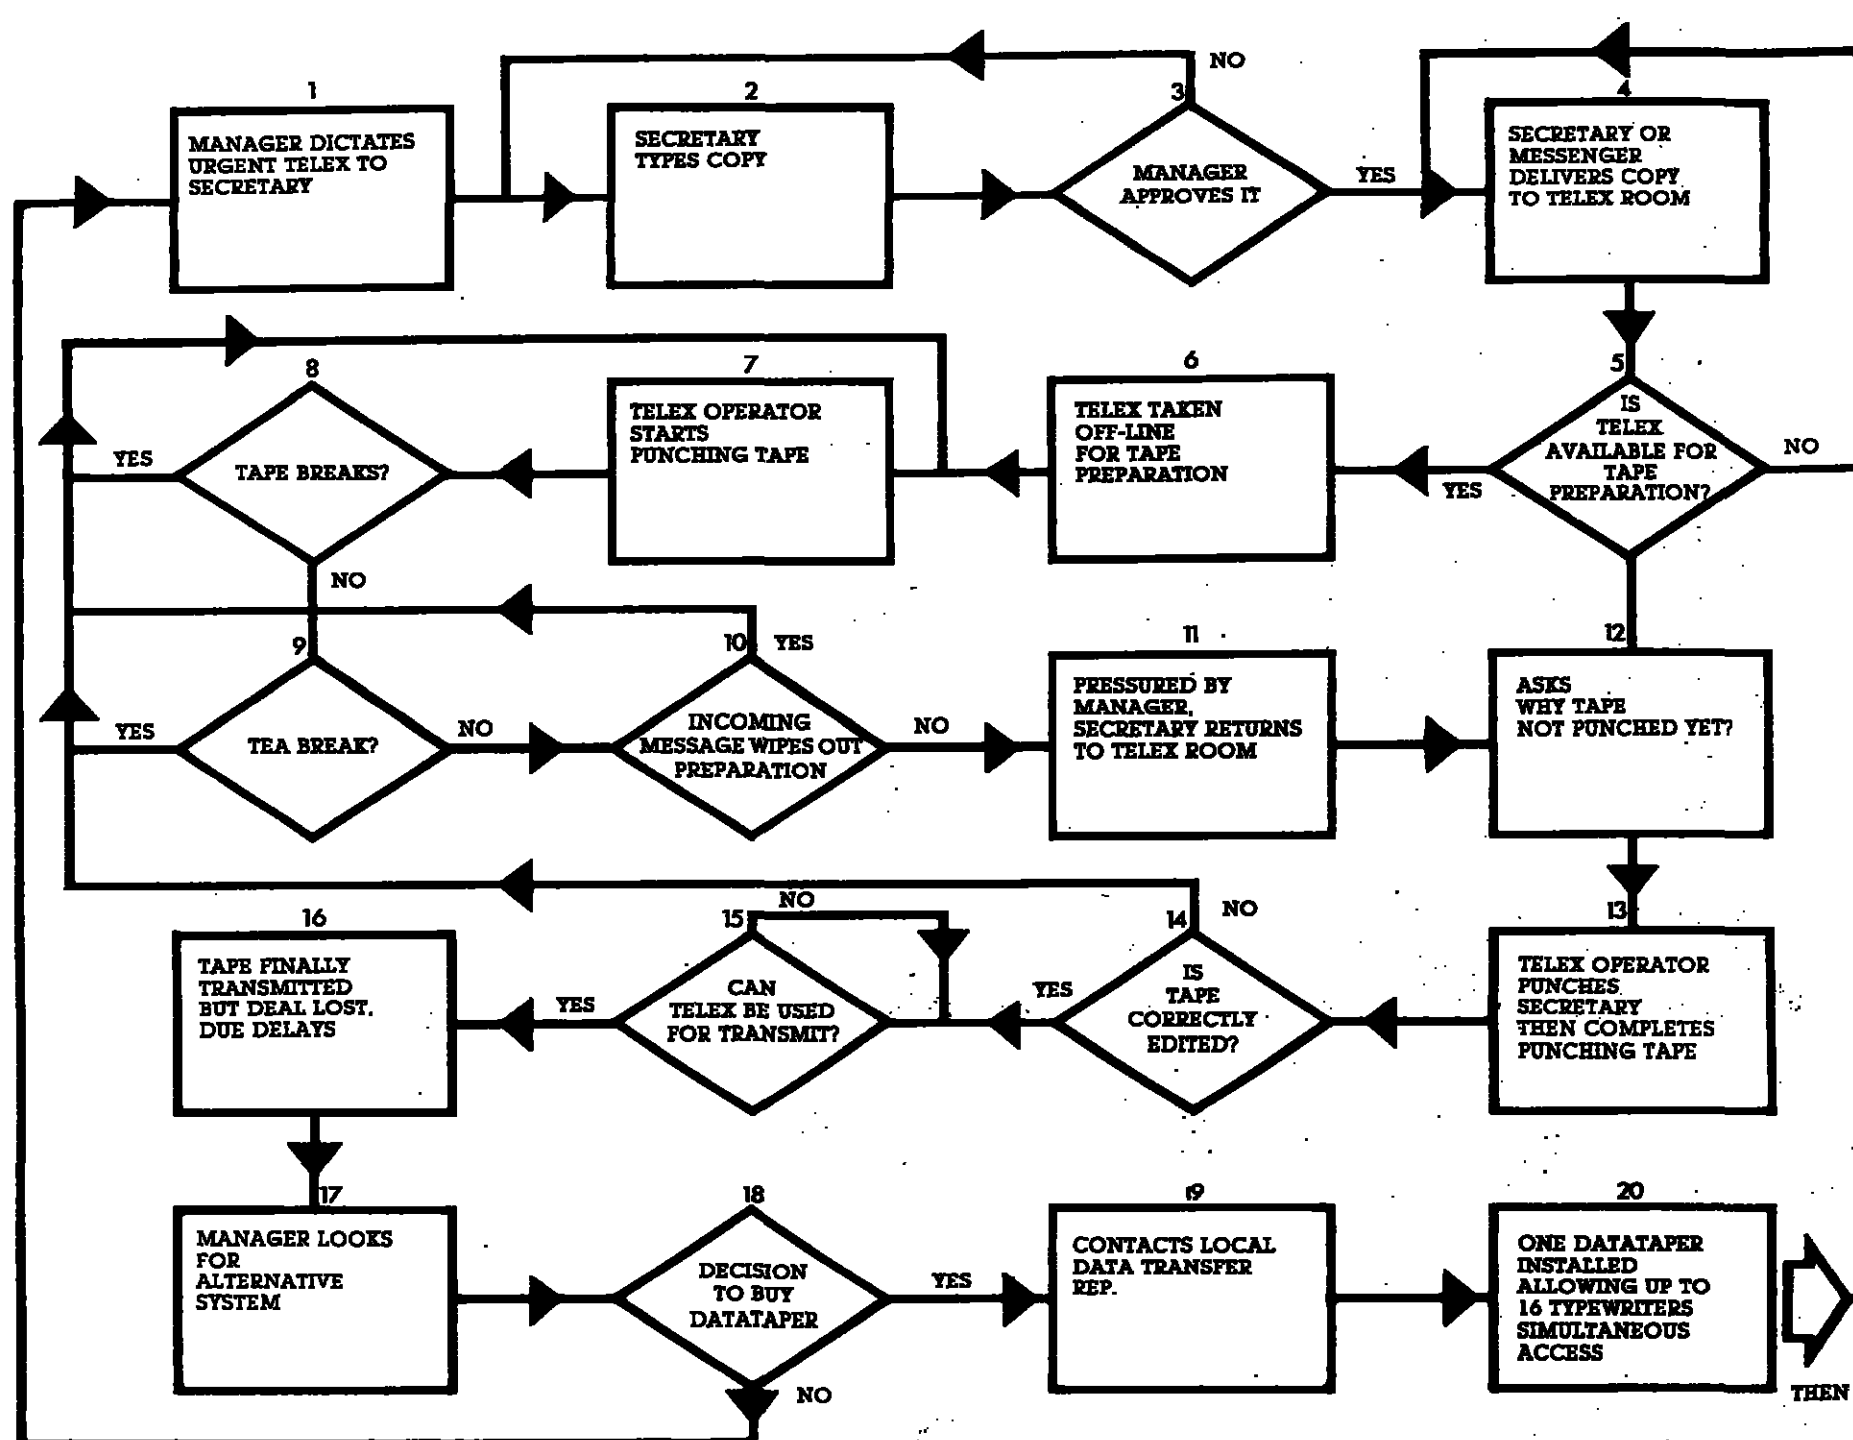 1
MANAGER DICTATES
URGENT TELEX TO
SECRETARY
2
SECRETARY
TYPES COPY
NO
3
MANAGER
APPROVES IT
YES
4
SECRETARY OR
MESSENGER
DELIVERS COPY
TO TELEX ROOM
5
IS
TELEX
AVAILABLE FOR
TAPE
PREPARATION?
NO
YES
6
TELEX TAKEN
OFF-LINE
FOR TAPE
PREPARATION
7
TELEX OPERATOR
STARTS
PUNCHING TAPE
8
TAPE BREAKS?
YES
NO
9
TEA BREAK?
YES
NO
10
YES
INCOMING
MESSAGE WIPES OUT
PREPARATION
NO
11
PRESSURED BY
MANAGER,
SECRETARY RETURNS
TO TELEX ROOM
12
ASKS
WHY TAPE
NOT PUNCHED YET?
13
TELEX OPERATOR
PUNCHES
SECRETARY
THEN COMPLETES
PUNCHING TAPE
14
NO
IS
TAPE
CORRECTLY
EDITED?
YES
15
NO
CAN
TELEX BE USED
FOR TRANSMIT?
YES
16
TAPE FINALLY
TRANSMITTED
BUT DEAL LOST,
DUE DELAYS
17
MANAGER LOOKS
FOR
ALTERNATIVE
SYSTEM
18
DECISION
TO BUY
DATATAPER
YES
NO
19
CONTACTS LOCAL
DATA TRANSFER
REP.
20
ONE DATATAPER
INSTALLED
ALLOWING UP TO
16 TYPEWRITERS
SIMULTANEOUS
ACCESS
THEN